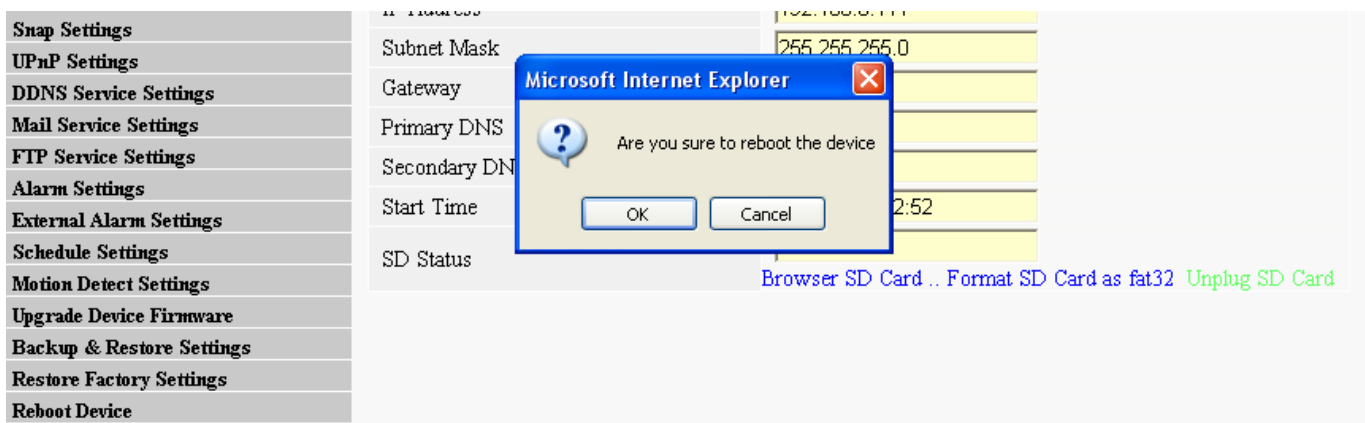 Snap Settings
UPnP Settings
DDNS Service Settings
Mail Service Settings
FTP Service Settings
Alarm Settings
External Alarm Settings
Schedule Settings
Motion Detect Settings
Upgrade Device Firmware
Backup & Restore Settings
Restore Factory Settings
Reboot Device
Subnet Mask 255.255.255.0
Gateway
Primary DNS
Secondary DN
Start Time 2:52
SD Status
Browser SD Card .. Format SD Card as fat32 Unplug SD Card
Microsoft Internet Explorer
Are you sure to reboot the device
OK Cancel